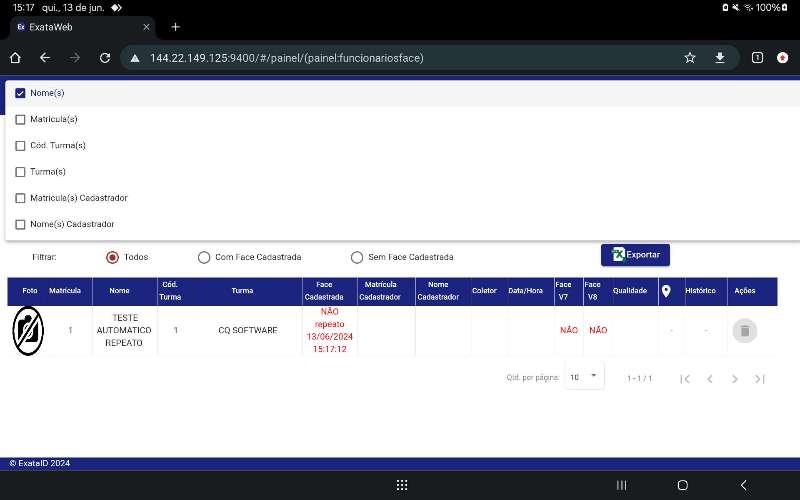 15:17 qui., 13 de jun.
100%
Ex ExataWeb
144.22.149.125:9400/#/painel/(painel:funcionariosface)
1
Nome(s)
Matricula(s)
Cód. Turma(s)
Turma(s)
Matricula(s) Cadastrador
Nome(s) Cadastrador
Filtrar: Todos Com Face Cadastrada Sem Face Cadastrada Exportar
Foto Matrícula Nome Cód. Turma Turma Face Cadastrada Matrícula Cadastrador Nome Cadastrador Coletor Data/Hora Face V7 Face V8 Qualidade Histórico Ações
1 TESTE AUTOMATICO REPEATO 1 CQ SOFTWARE NÃO repeato 13/06/2024 15:17:12 NÃO NÃO - -
Qtd. por página: 10 1 - 1 / 1
© ExataID 2024